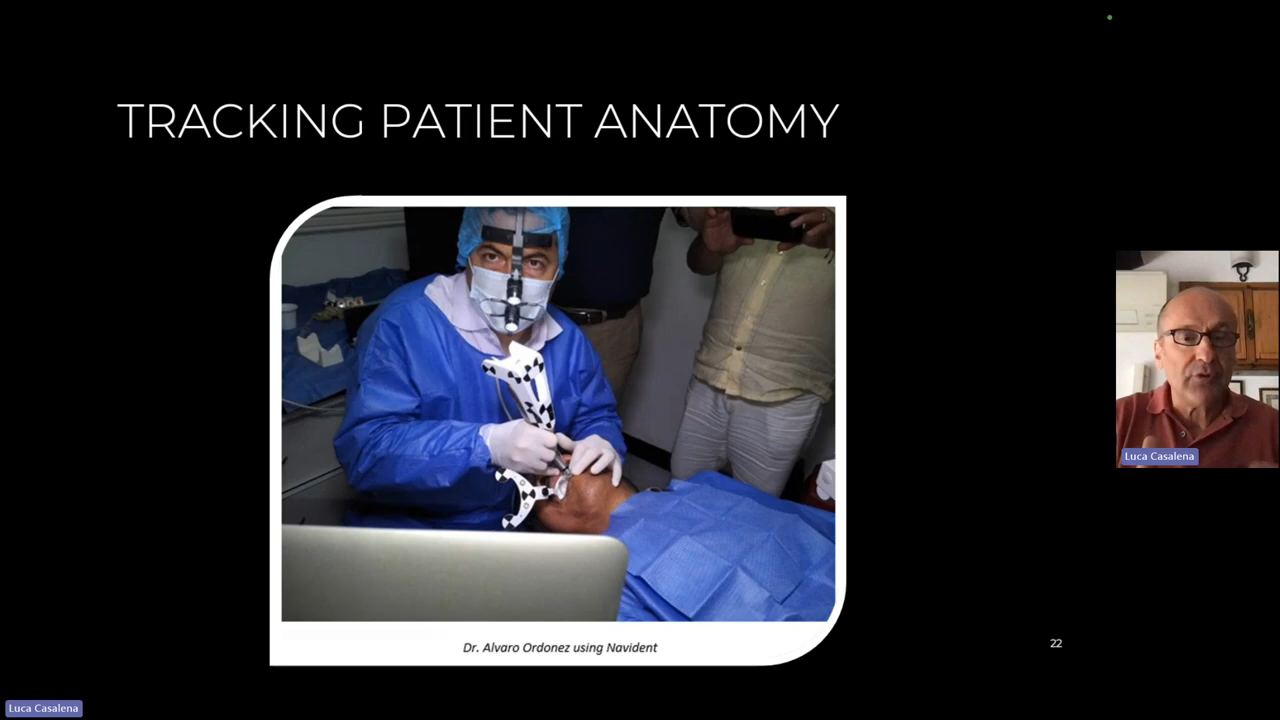 TRACKING PATIENT ANATOMY
Dr. Alvaro Ordonez using Navident
22
Luca Casalena
Luca Casalena